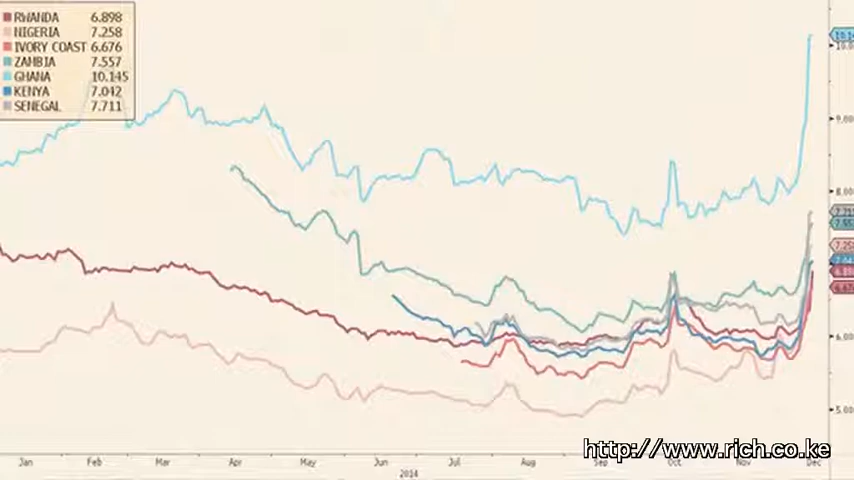 RWANDA 6.898
NIGERIA 7.258
IVORY COAST 6.676
ZAMBIA 7.557
GHANA 10.145
KENYA 7.042
SENEGAL 7.711
9.00
8.00
6.00
5.00
Jan Feb Mar Apr May Jun Jul Aug Sep Oct Nov Dec
2014
http://www.rich.co.ke